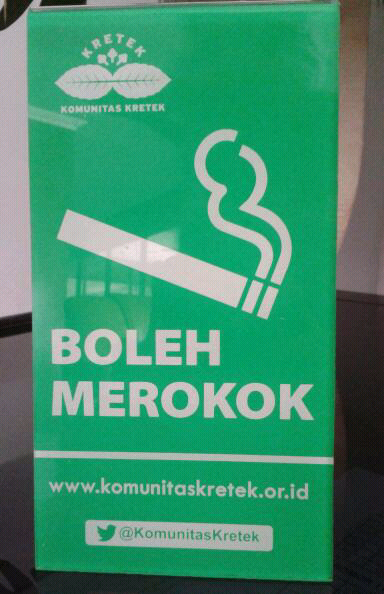 KRETEK
KOMUNITAS KRETEK
BOLEH
MEROKOK
www.komunitaskretek.or.id
@KomunitasKretek